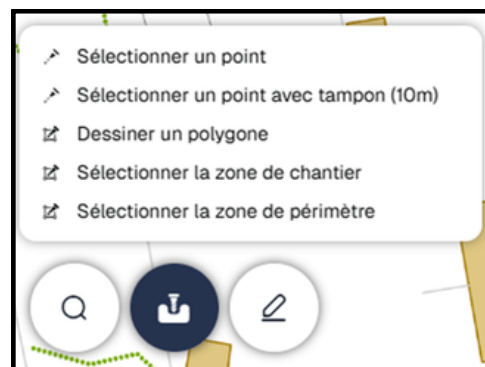 Sélectionner un point
Sélectionner un point avec tampon (10m)
Dessiner un polygone
Sélectionner la zone de chantier
Sélectionner la zone de périmètre